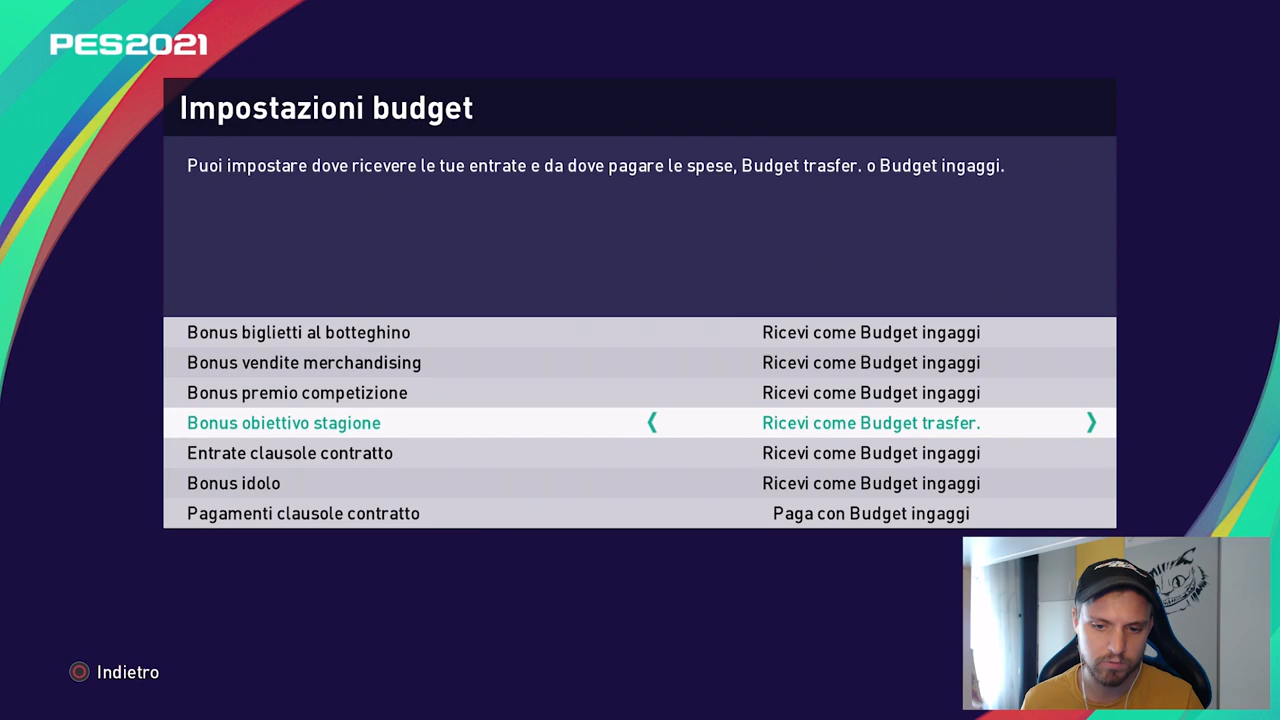 PES2021
Impostazioni budget
Puoi impostare dove ricevere le tue entrate e da dove pagare le spese, Budget trasfer. o Budget ingaggi.
Bonus biglietti al botteghino Ricevi come Budget ingaggi
Bonus vendite merchandising Ricevi come Budget ingaggi
Bonus premio competizione Ricevi come Budget ingaggi
Bonus obiettivo stagione Ricevi come Budget trasfer.
Entrate clausole contratto Ricevi come Budget ingaggi
Bonus idolo Ricevi come Budget ingaggi
Pagamenti clausole contratto Paga con Budget ingaggi
Indietro